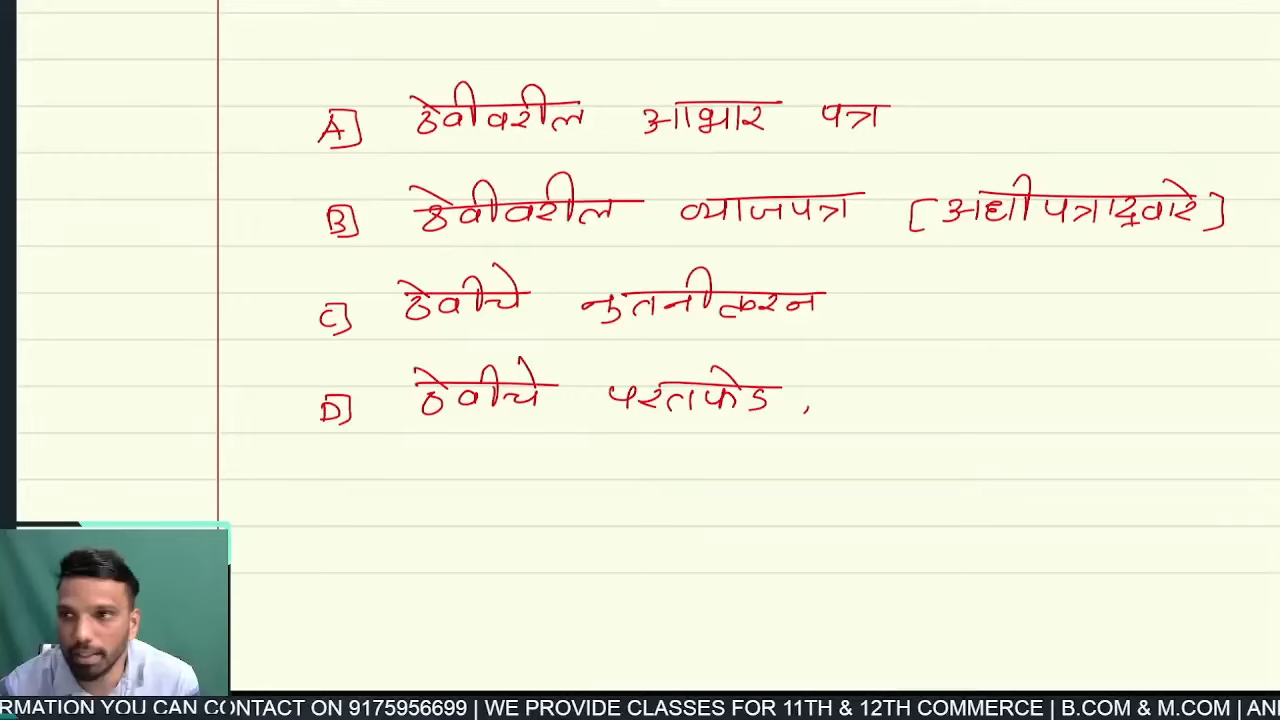 A] ठेवीवरील आभार पत्र
B] ठेवीवरील व्याजपत्र [अधीपत्राद्वारे]
C] ठेवीचे नुतनीकरन
D] ठेवीचे परतफेड ,
RMATION YOU CAN CONTACT ON 9175956699 | WE PROVIDE CLASSES FOR 11TH & 12TH COMMERCE | B.COM & M.COM | AN